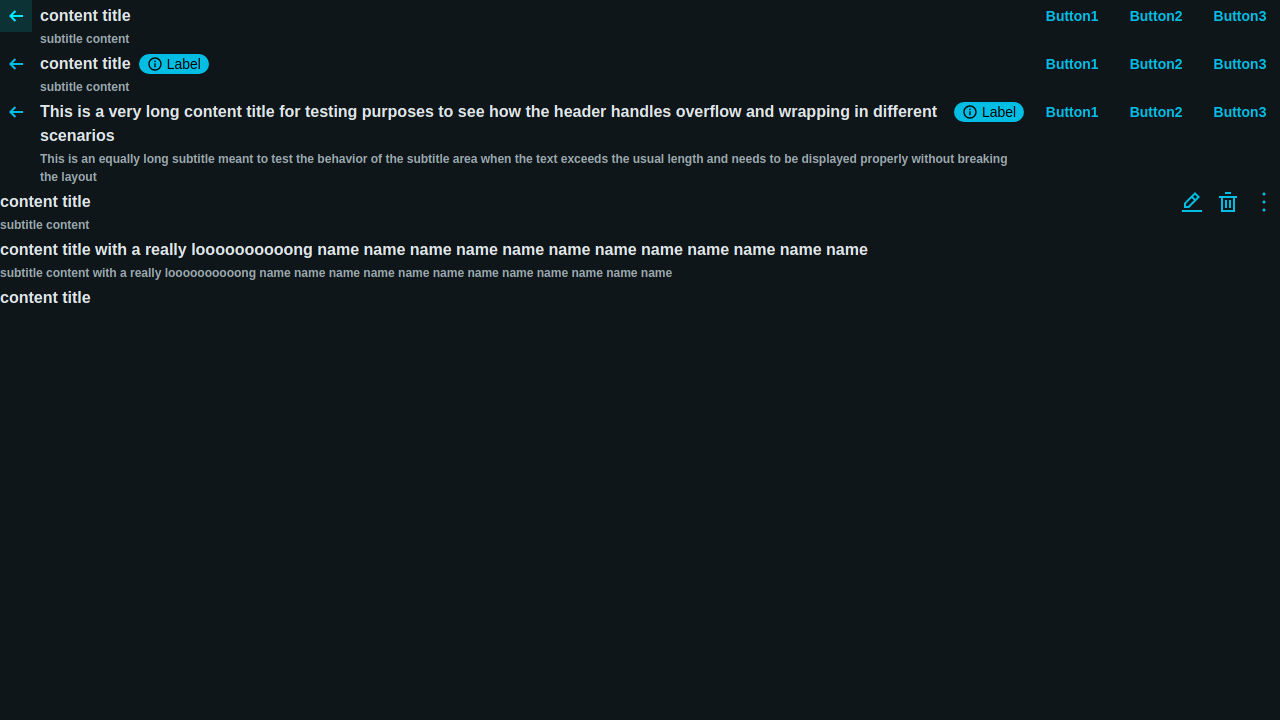 content title Button1 Button2 Button3
subtitle content
content title Label Button1 Button2 Button3
subtitle content
This is a very long content title for testing purposes to see how the header handles overflow and wrapping in different Label Button1 Button2 Button3
scenarios
This is an equally long subtitle meant to test the behavior of the subtitle area when the text exceeds the usual length and needs to be displayed properly without breaking
the layout
content title
subtitle content
content title with a really loooooooooong name name name name name name name name name name name name
subtitle content with a really loooooooooong name name name name name name name name name name name name
content title